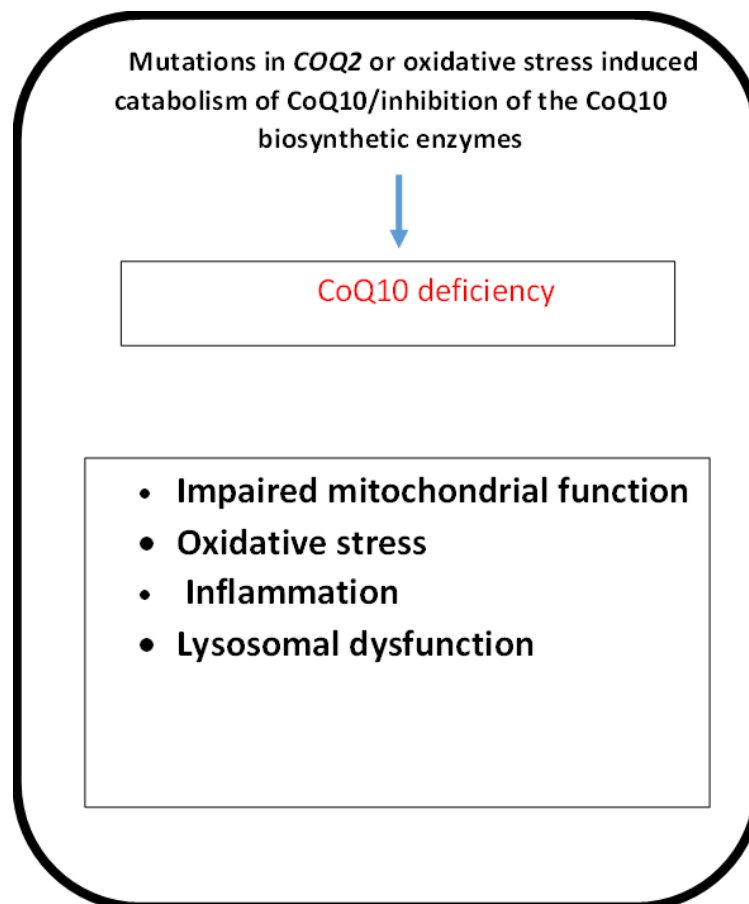 Mutations in COQ2 or oxidative stress induced
catabolism of CoQ10/inhibition of the CoQ10
biosynthetic enzymes
CoQ10 deficiency
• Impaired mitochondrial function
• Oxidative stress
• Inflammation
• Lysosomal dysfunction